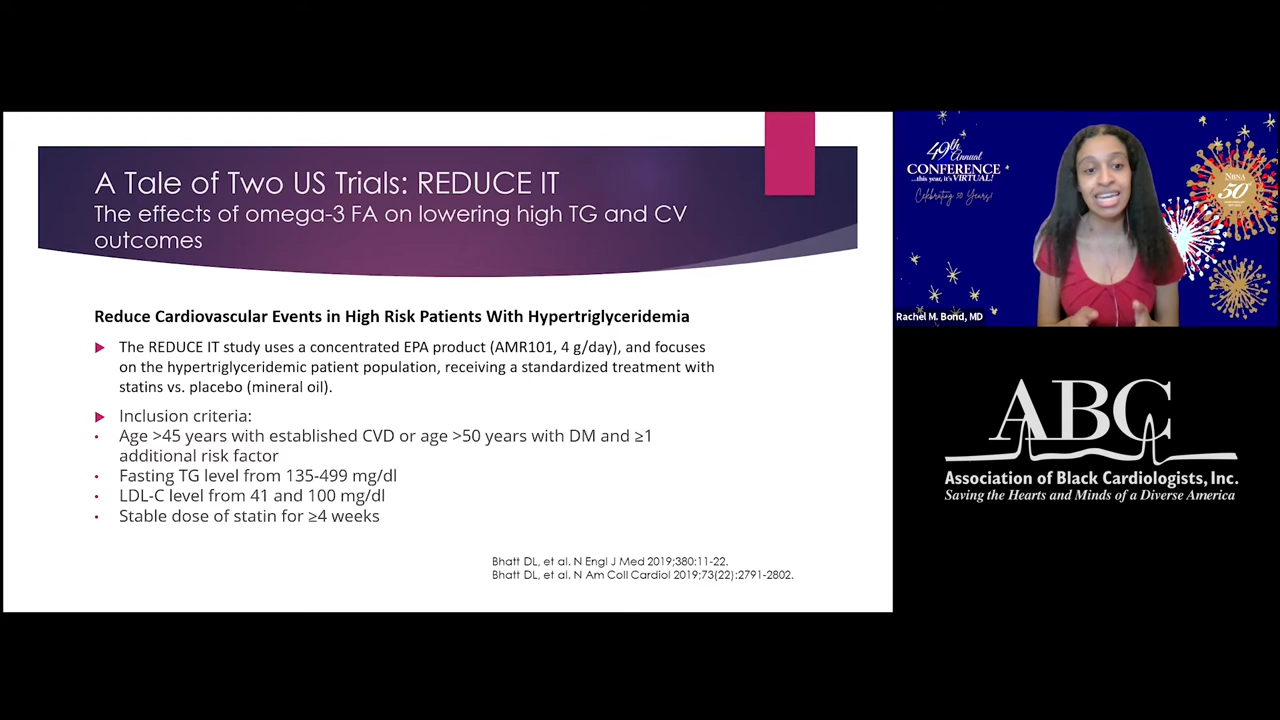 A Tale of Two US Trials: REDUCE IT
The effects of omega-3 FA on lowering high TG and CV
outcomes
Reduce Cardiovascular Events in High Risk Patients With Hypertriglyceridemia
The REDUCE IT study uses a concentrated EPA product (AMR101, 4 g/day), and focuses
on the hypertriglyceridemic patient population, receiving a standardized treatment with
statins vs. placebo (mineral oil).
Inclusion criteria:
• Age >45 years with established CVD or age >50 years with DM and ≥1
additional risk factor
• Fasting TG level from 135-499 mg/dl
• LDL-C level from 41 and 100 mg/dl
• Stable dose of statin for ≥4 weeks
Bhatt DL, et al. N Engl J Med 2019;380:11-22.
Bhatt DL, et al. N Am Coll Cardiol 2019;73(22):2791-2802.
49th Annual
CONFERENCE
...this year, it's VIRTUAL!
Celebrating 50 Years!
NBNA
50
Rachel M. Bond, MD
ABC
Association of Black Cardiologists, Inc.
Saving the Hearts and Minds of a Diverse America